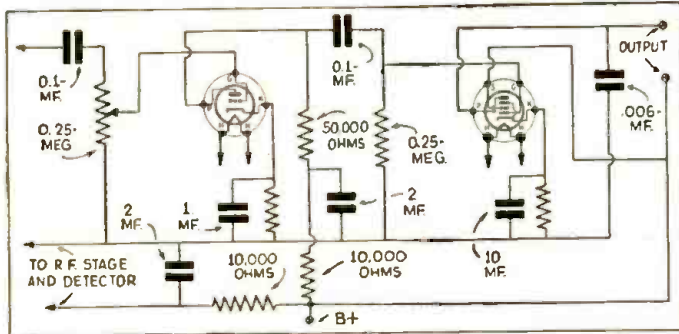 0.1-
MF.
0.25-
MEG.
G
P
K
H
H
0.1-
MF.
50,000
OHMS
0.25-
MEG.
G
P
K
H
H
OUTPUT
.006-
MF.
2
MF.
1.
MF.
2
MF.
10
MF.
10,000
OHMS
10,000
OHMS
TO R.F. STAGE
AND DETECTOR
B+